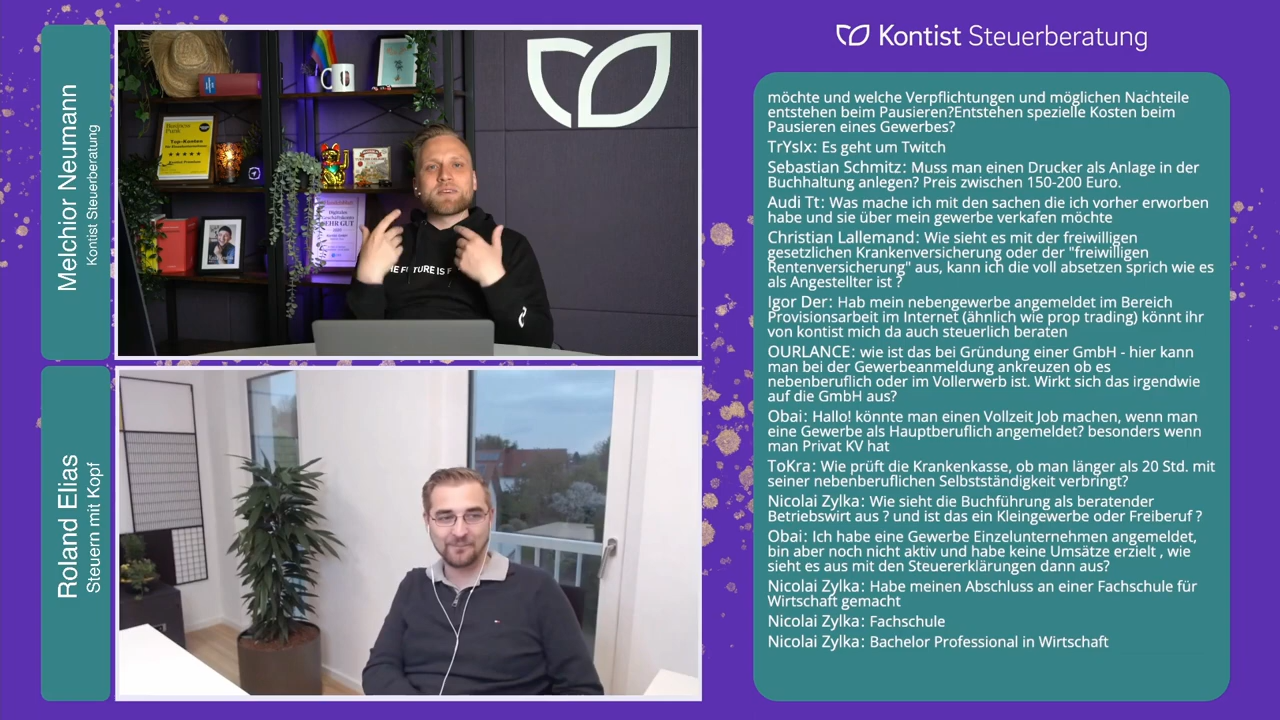 Melchior Neumann
Kontist Steuerberatung
Business
Punk
Top-Konten
SEHR GUT
THE FUTURE IS F
Roland Elias
Steuern mit Kopf
Kontist Steuerberatung
möchte und welche Verpflichtungen und möglichen Nachteile
entstehen beim Pausieren?Entstehen spezielle Kosten beim
Pausieren eines Gewerbes?
TrYsIx: Es geht um Twitch
Sebastian Schmitz: Muss man einen Drucker als Anlage in der
Buchhaltung anlegen? Preis zwischen 150-200 Euro.
Audi Tt: Was mache ich mit den sachen die ich vorher erworben
habe und sie über mein gewerbe verkaifen möchte
Christian Lallemand: Wie sieht es mit der freiwilligen
gesetzlichen Krankenversicherung oder der "freiwilligen
Rentenversicherung" aus, kann ich die voll absetzen sprich wie es
als Angestellter ist ?
Igor Der: Hab mein nebengewerbe angemeldet im Bereich
Provisionsarbeit im Internet (ähnlich wie prop trading) könnt ihr
von kontist mich da auch steuerlich beraten
OURLANCE: wie ist das bei Gründung einer GmbH - hier kann
man bei der Gewerbeanmeldung ankreuzen ob es
nebenberuflich oder im Vollerwerb ist. Wirkt sich das irgendwie
auf die GmbH aus?
Obai: Hallo! könnte man einen Vollzeit Job machen, wenn man
eine Gewerbe als Hauptberuflich angemeldet? besonders wenn
man Privat KV hat
ToKra: Wie prüft die Krankenkasse, ob man länger als 20 Std. mit
seiner nebenberuflichen Selbstständigkeit verbringt?
Nicolai Zylka: Wie sieht die Buchführung als beratender
Betriebswirt aus ? und ist das ein Kleingewerbe oder Freiberuf ?
Obai: Ich habe eine Gewerbe Einzelunternehmen angemeldet,
bin aber noch nicht aktiv und habe keine Umsätze erzielt , wie
sieht es aus mit den Steuererklärungen dann aus?
Nicolai Zylka: Habe meinen Abschluss an einer Fachschule für
Wirtschaft gemacht
Nicolai Zylka: Fachschule
Nicolai Zylka: Bachelor Professional in Wirtschaft